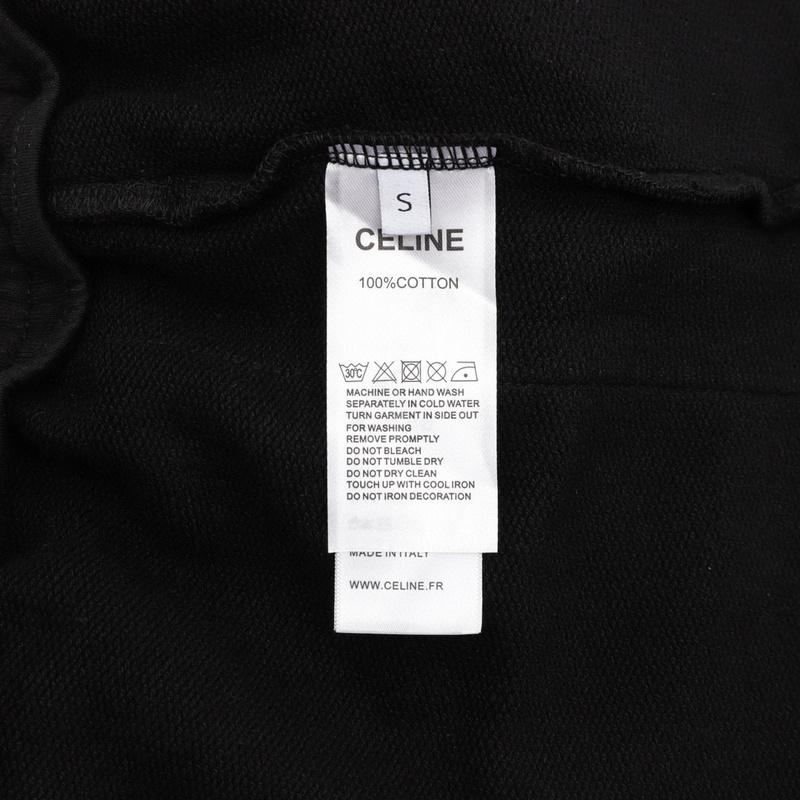 S
CELINE
100%COTTON
30°C
MACHINE OR HAND WASH
SEPARATELY IN COLD WATER
TURN GARMENT IN SIDE OUT
FOR WASHING
REMOVE PROMPTLY
DO NOT BLEACH
DO NOT TUMBLE DRY
DO NOT DRY CLEAN
TOUCH UP WITH COOL IRON
DO NOT IRON DECORATION
MADE IN ITALY
WWW.CELINE.FR